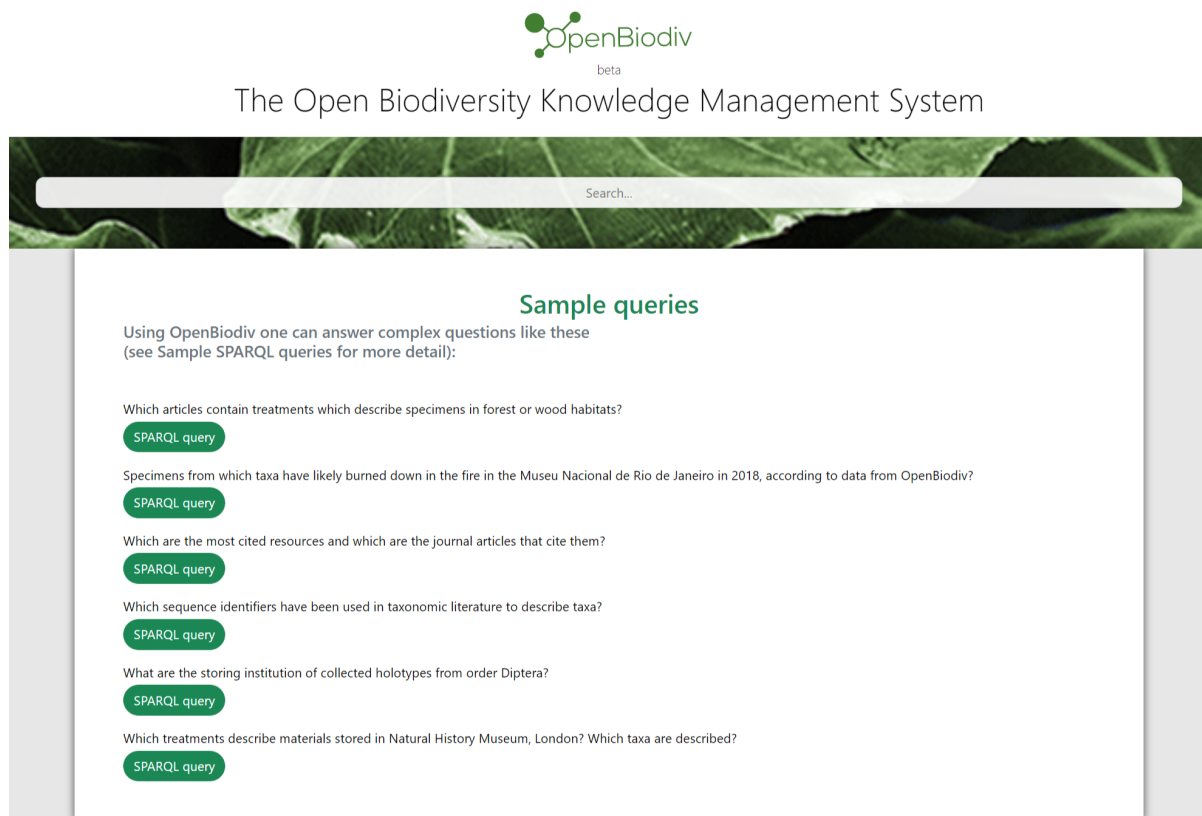 OpenBiodiv
beta
The Open Biodiversity Knowledge Management System
Search...
Sample queries
Using OpenBiodiv one can answer complex questions like these
(see Sample SPARQL queries for more detail):
Which articles contain treatments which describe specimens in forest or wood habitats?
SPARQL query
Specimens from which taxa have likely burned down in the fire in the Museu Nacional de Rio de Janeiro in 2018, according to data from OpenBiodiv?
SPARQL query
Which are the most cited resources and which are the journal articles that cite them?
SPARQL query
Which sequence identifiers have been used in taxonomic literature to describe taxa?
SPARQL query
What are the storing institution of collected holotypes from order Diptera?
SPARQL query
Which treatments describe materials stored in Natural History Museum, London? Which taxa are described?
SPARQL query